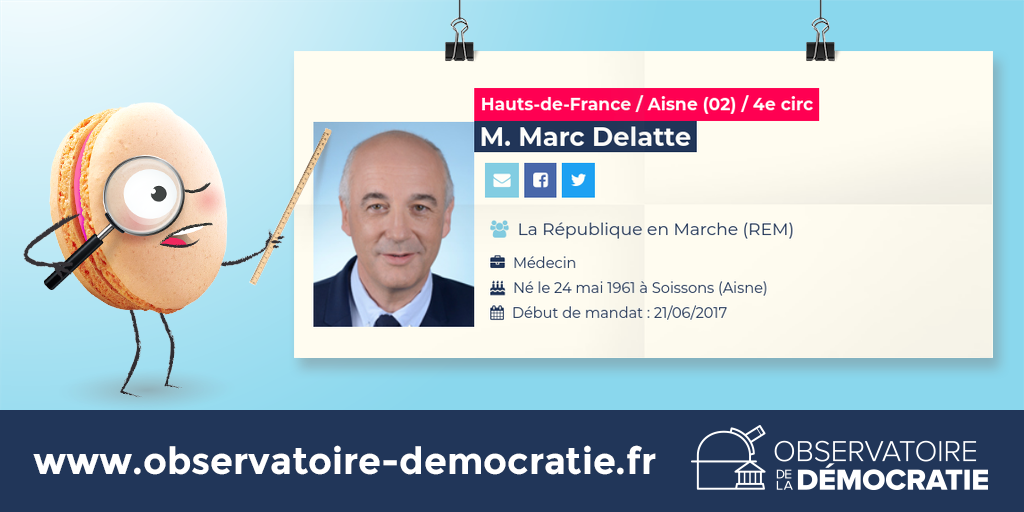 Hauts-de-France / Aisne (02) / 4e circ
M. Marc Delatte
La République en Marche (REM)
Médecin
Né le 24 mai 1961 à Soissons (Aisne)
Début de mandat : 21/06/2017
www.observatoire-democratie.fr
OBSERVATOIRE
DE LA DÉMOCRATIE